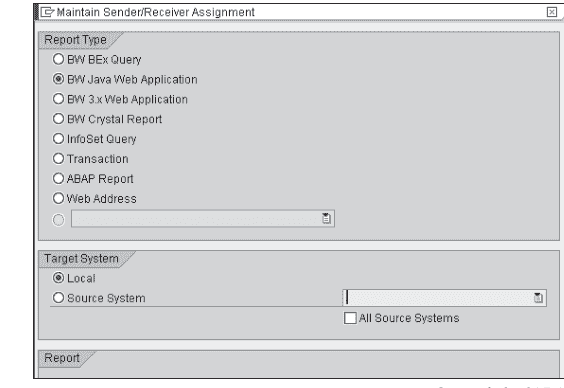 Maintain Sender/Receiver Assignment
Report Type
BW BEx Query
BW Java Web Application
BW 3.x Web Application
BW Crystal Report
InfoSet Query
Transaction
ABAP Report
Web Address
Target System
Local
Source System
All Source Systems
Report